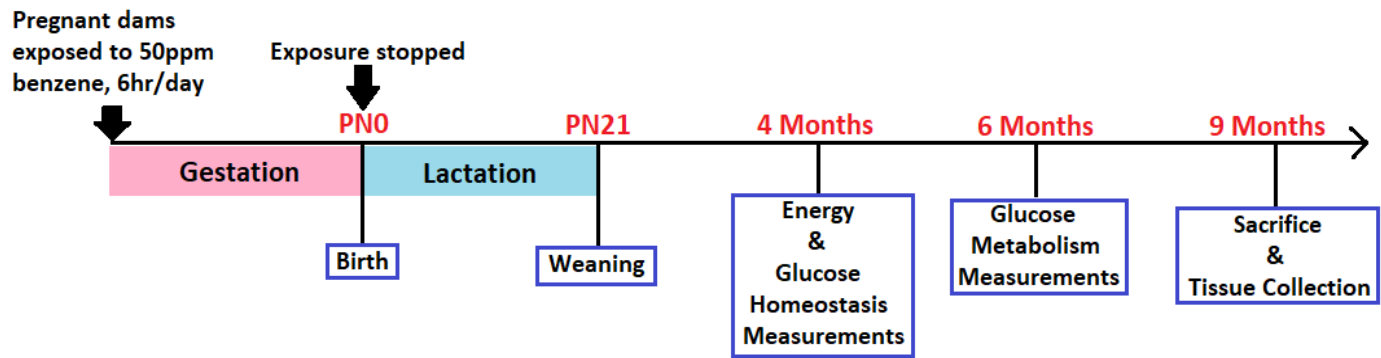 Pregnant dams
exposed to 50ppm
benzene, 6hr/day
Exposure stopped
PN0
PN21
4 Months
6 Months
9 Months
Gestation
Lactation
Birth
Weaning
Energy
&
Glucose
Homeostasis
Measurements
Glucose
Metabolism
Measurements
Sacrifice
&
Tissue Collection